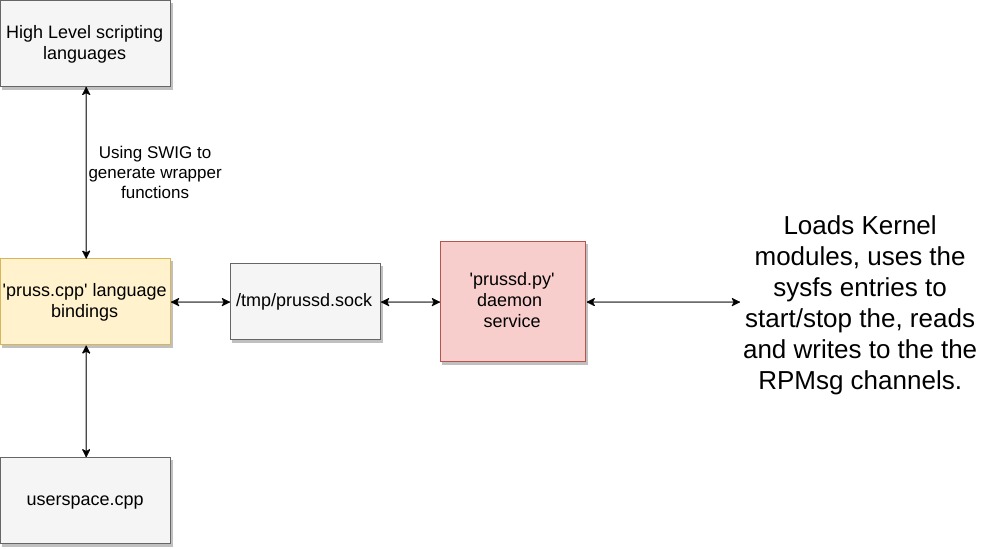 High Level scripting
languages
Using SWIG to
generate wrapper
functions
'pruss.cpp' language
bindings
/tmp/prussd.sock
'prussd.py'
daemon
service
Loads Kernel
modules, uses the
sysfs entries to
start/stop the, reads
and writes to the the
RPMsg channels.
userspace.cpp